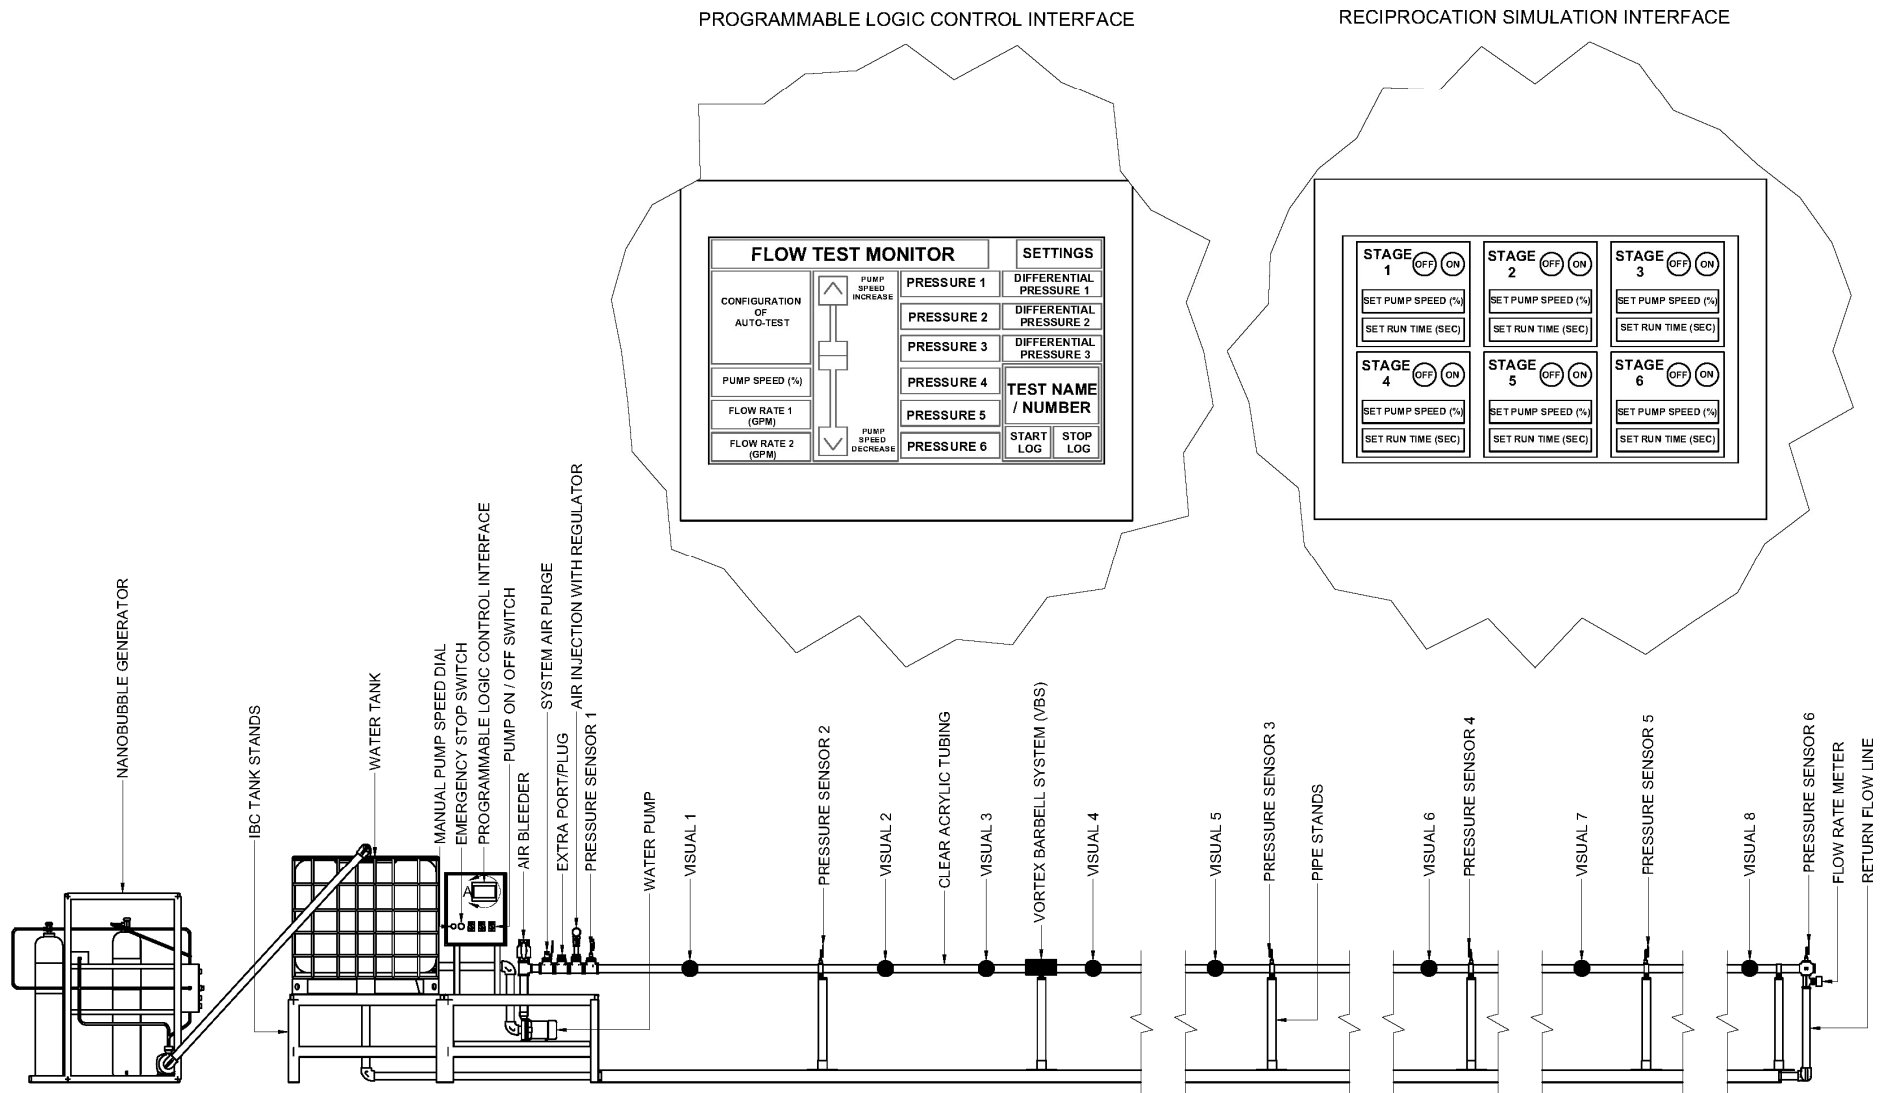 PROGRAMMABLE LOGIC CONTROL INTERFACE
RECIPROCATION SIMULATION INTERFACE
FLOW TEST MONITOR
SETTINGS
CONFIGURATION
OF
AUTO-TEST
PUMP SPEED (%)
FLOW RATE 1
(GPM)
FLOW RATE 2
(GPM)
PUMP
SPEED
INCREASE
PUMP
SPEED
DECREASE
PRESSURE 1
PRESSURE 2
PRESSURE 3
PRESSURE 4
PRESSURE 5
PRESSURE 6
DIFFERENTIAL
PRESSURE 1
DIFFERENTIAL
PRESSURE 2
DIFFERENTIAL
PRESSURE 3
TEST NAME
/ NUMBER
START
LOG
STOP
LOG
STAGE
1
OFF
ON
SET PUMP SPEED (%)
SET RUN TIME (SEC)
STAGE
2
OFF
ON
SET PUMP SPEED (%)
SET RUN TIME (SEC)
STAGE
3
OFF
ON
SET PUMP SPEED (%)
SET RUN TIME (SEC)
STAGE
4
OFF
ON
SET PUMP SPEED (%)
SET RUN TIME (SEC)
STAGE
5
OFF
ON
SET PUMP SPEED (%)
SET RUN TIME (SEC)
STAGE
6
OFF
ON
SET PUMP SPEED (%)
SET RUN TIME (SEC)
NANOBUBBLE GENERATOR
IBC TANK STANDS
WATER TANK
MANUAL PUMP SPEED DIAL
EMERGENCY STOP SWITCH
PROGRAMMABLE LOGIC CONTROL INTERFACE
PUMP ON / OFF SWITCH
AIR BLEEDER
SYSTEM AIR PURGE
EXTRA PORT/PLUG
AIR INJECTION WITH REGULATOR
PRESSURE SENSOR 1
WATER PUMP
VISUAL 1
PRESSURE SENSOR 2
VISUAL 2
CLEAR ACRYLIC TUBING
VISUAL 3
VORTEX BARBELL SYSTEM (VBS)
VISUAL 4
VISUAL 5
PRESSURE SENSOR 3
PIPE STANDS
VISUAL 6
PRESSURE SENSOR 4
VISUAL 7
PRESSURE SENSOR 5
VISUAL 8
PRESSURE SENSOR 6
FLOW RATE METER
RETURN FLOW LINE
A